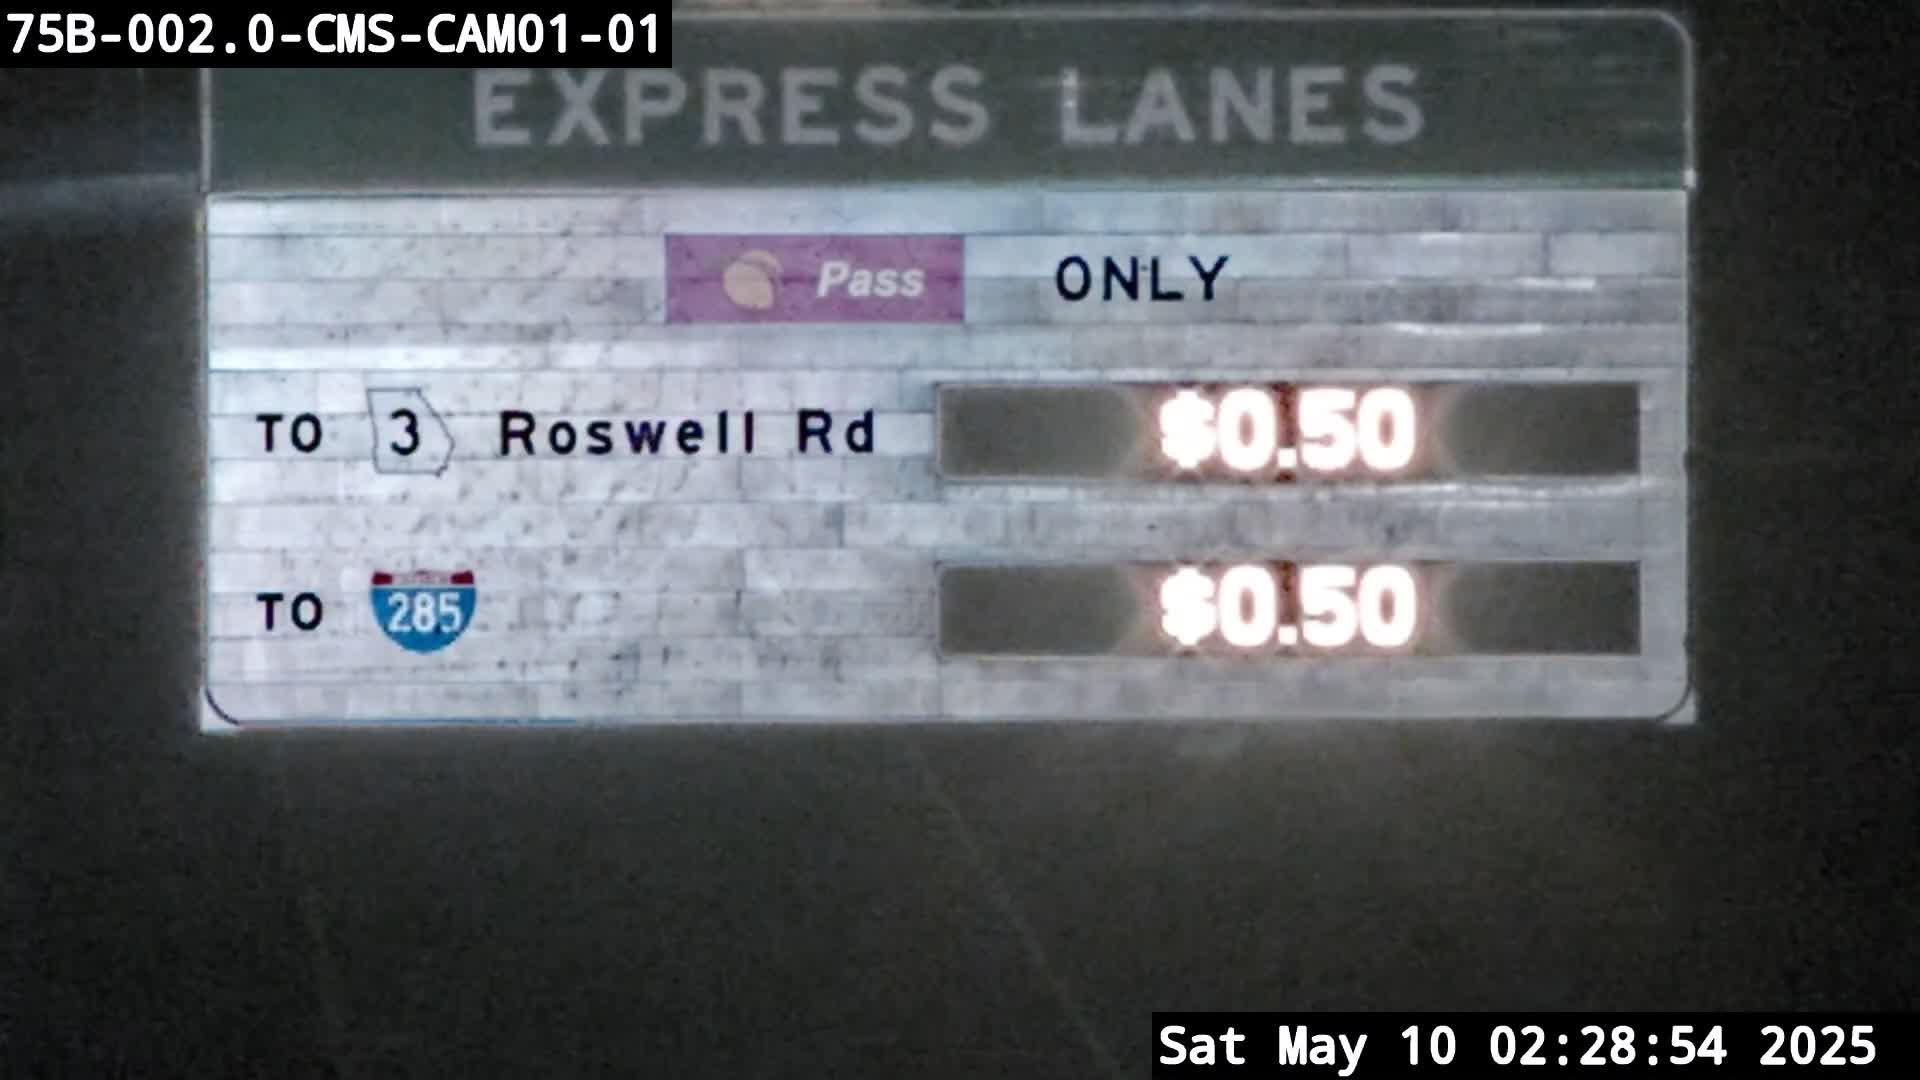 75B-002.0-CMS-CAM01-01
EXPRESS LANES
Pass ONLY
TO 3 Roswell Rd $0.50
TO 285 $0.50
Sat May 10 02:28:54 2025